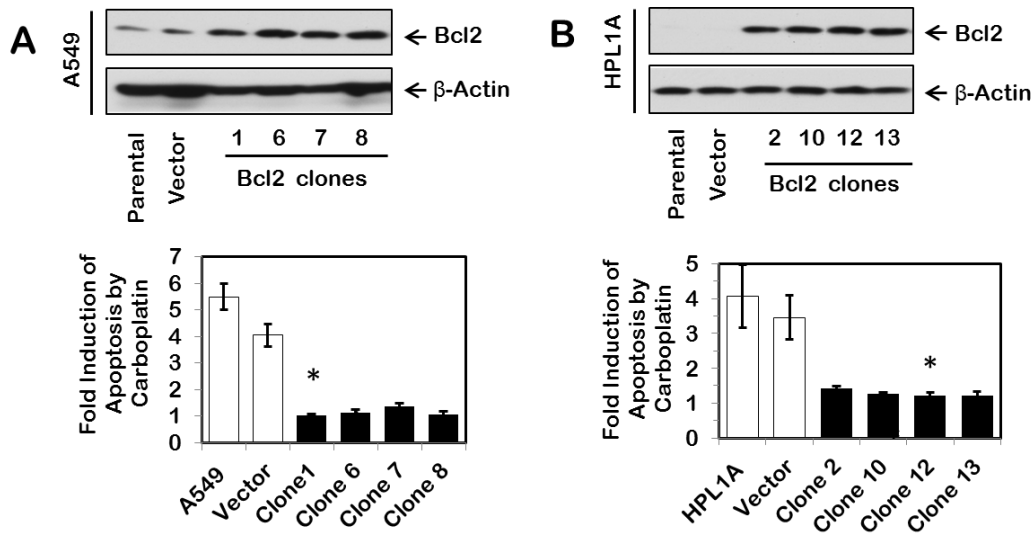 A
A549
Bcl2
β-Actin
Parental
Vector
1 6 7 8
Bcl2 clones
Fold Induction of
Apoptosis by
Carboplatin
7
6
5
4
3
2
1
0
*
A549
Vector
Clone1
Clone 6
Clone 7
Clone 8
B
HPL1A
Bcl2
β-Actin
Parental
Vector
2 10 12 13
Bcl2 clones
Fold Induction of
Apoptosis by
Carboplatin
5
4
3
2
1
0
*
HPL1A
Vector
Clone 2
Clone 10
Clone 12
Clone 13